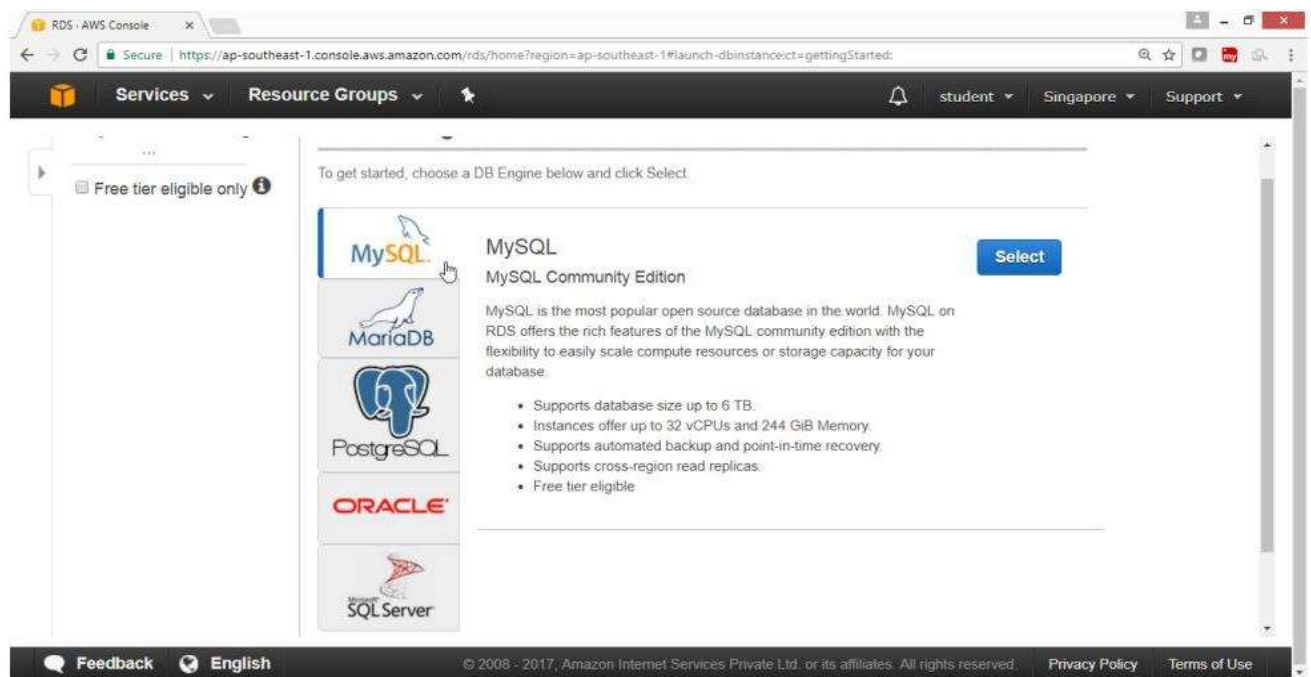 RDS · AWS Console
Secure | https://ap-southeast-1.console.aws.amazon.com/rds/home?region=ap-southeast-1#launch-dbinstance:ct=gettingStarted:
Services Resource Groups student Singapore Support
...
Free tier eligible only
To get started, choose a DB Engine below and click Select.
MySQL
MariaDB
PostgreSQL
ORACLE
Microsoft
SQL Server
MySQL
Select
MySQL Community Edition
MySQL is the most popular open source database in the world. MySQL on
RDS offers the rich features of the MySQL community edition with the
flexibility to easily scale compute resources or storage capacity for your
database.
• Supports database size up to 6 TB.
• Instances offer up to 32 vCPUs and 244 GiB Memory.
• Supports automated backup and point-in-time recovery.
• Supports cross-region read replicas.
• Free tier eligible
Feedback English © 2008 - 2017, Amazon Internet Services Private Ltd. or its affiliates. All rights reserved. Privacy Policy Terms of Use